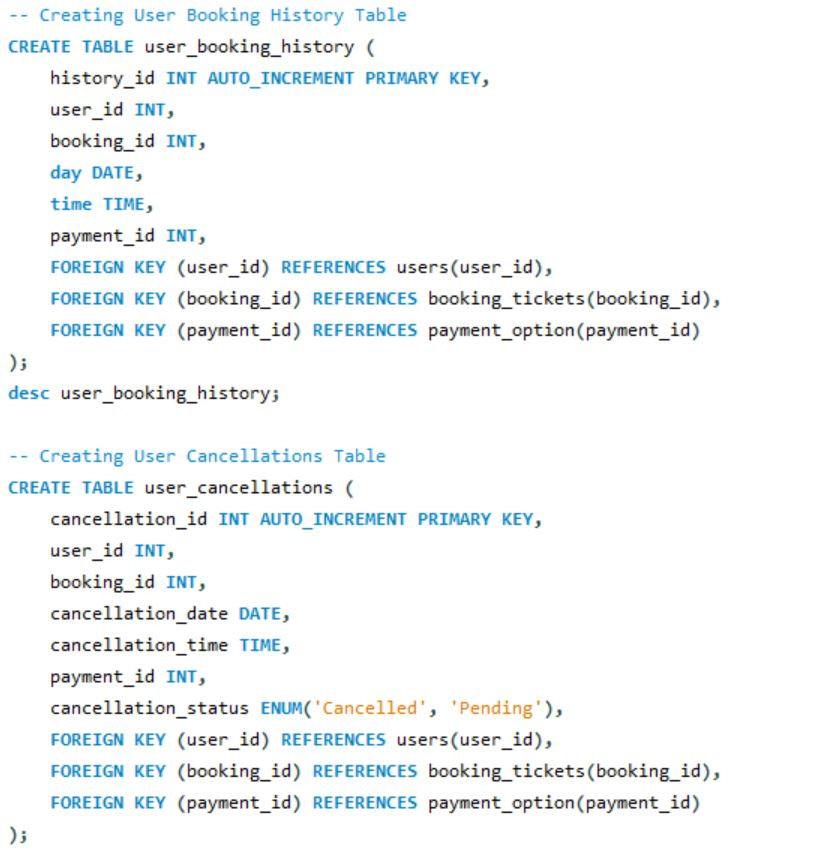 -- Creating User Booking History Table
CREATE TABLE user_booking_history (
    history_id INT AUTO_INCREMENT PRIMARY KEY,
    user_id INT,
    booking_id INT,
    day DATE,
    time TIME,
    payment_id INT,
    FOREIGN KEY (user_id) REFERENCES users(user_id),
    FOREIGN KEY (booking_id) REFERENCES booking_tickets(booking_id),
    FOREIGN KEY (payment_id) REFERENCES payment_option(payment_id)
);
desc user_booking_history;

-- Creating User Cancellations Table
CREATE TABLE user_cancellations (
    cancellation_id INT AUTO_INCREMENT PRIMARY KEY,
    user_id INT,
    booking_id INT,
    cancellation_date DATE,
    cancellation_time TIME,
    payment_id INT,
    cancellation_status ENUM('Cancelled', 'Pending'),
    FOREIGN KEY (user_id) REFERENCES users(user_id),
    FOREIGN KEY (booking_id) REFERENCES booking_tickets(booking_id),
    FOREIGN KEY (payment_id) REFERENCES payment_option(payment_id)
);